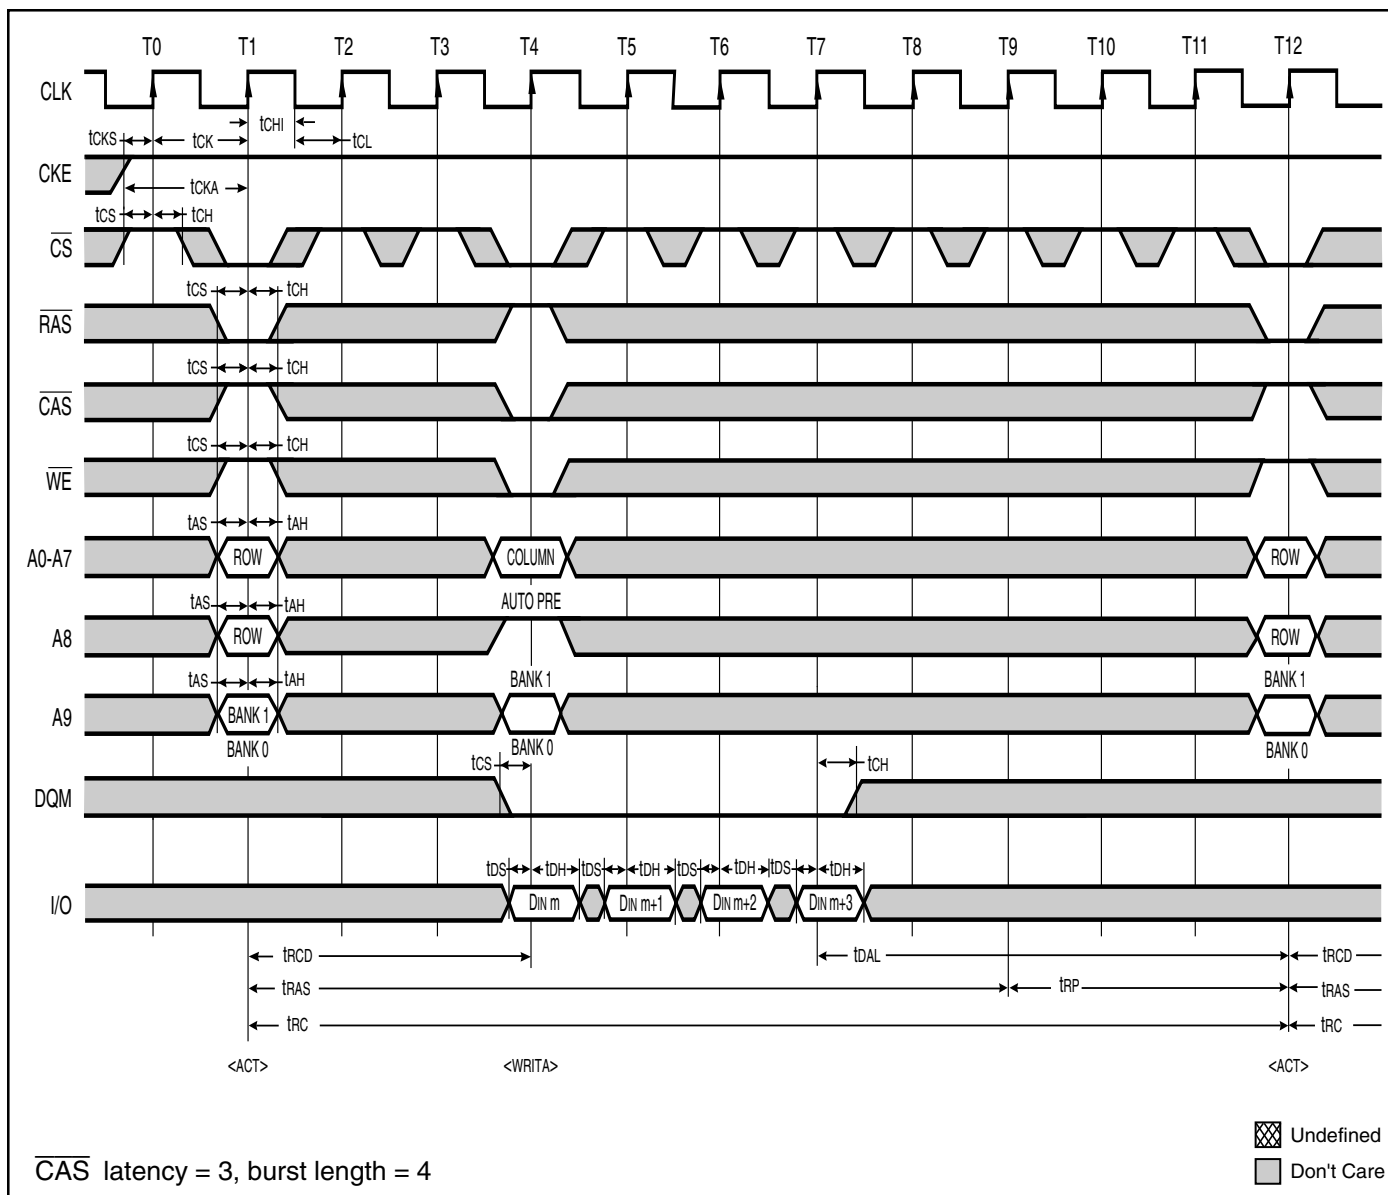 T0 T1 T2 T3 T4 T5 T6 T7 T8 T9 T10 T11 T12
CLK
tCHI
tCKS tCK tCL
CKE
tCKA
tCS tCH
CS
tCS tCH
RAS
tCS tCH
CAS
tCS tCH
WE
tAS tAH
A0-A7 ROW COLUMN ROW
tAS tAH AUTO PRE
A8 ROW ROW
tAS tAH BANK 1 BANK 1
A9 BANK 1
BANK 0 BANK 0 BANK 0
tCS tCH
DQM
tDS tDH tDS tDH tDS tDH tDS tDH
I/O DIN m DIN m+1 DIN m+2 DIN m+3
tRCD tDAL tRCD
tRAS tRP tRAS
tRC tRC
<ACT> <WRITA> <ACT>
Undefined
CAS latency = 3, burst length = 4
Don't Care